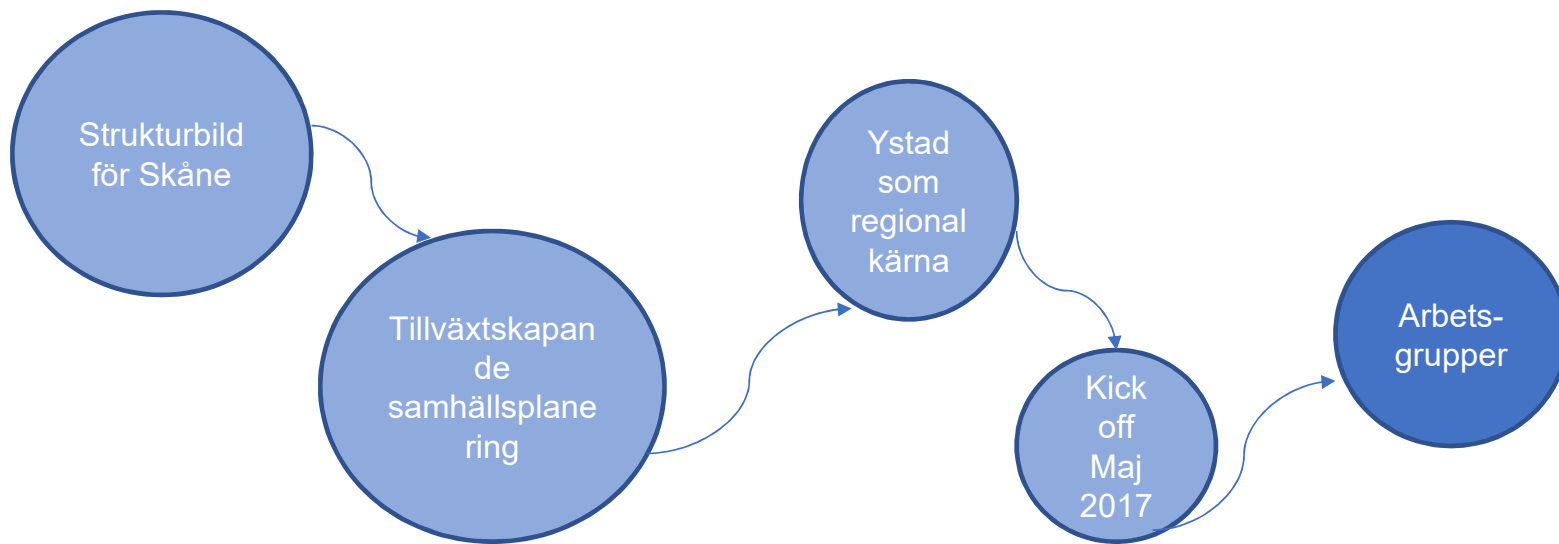 Strukturbild
för Skåne
Tillväxtskapan
de
samhällsplane
ring
Ystad
som
regional
kärna
Kick
off
Maj
2017
Arbets-
grupper